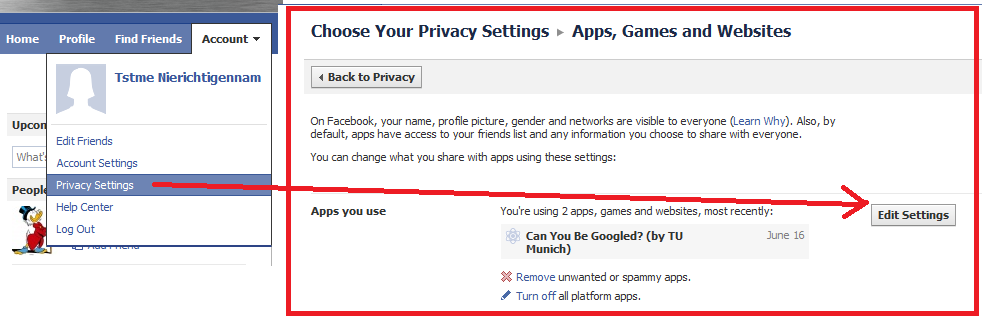 Home Profile Find Friends Account
Tstme Nierichtigennam
Upcon
Edit Friends
What's
Account Settings
Privacy Settings
People
Help Center
Log Out
Add Friend
Choose Your Privacy Settings ▸ Apps, Games and Websites
Back to Privacy
On Facebook, your name, profile picture, gender and networks are visible to everyone (Learn Why). Also, by
default, apps have access to your friends list and any information you choose to share with everyone.
You can change what you share with apps using these settings:
Apps you use
You're using 2 apps, games and websites, most recently:
Edit Settings
Can You Be Googled? (by TU
Munich)
June 16
Remove unwanted or spammy apps.
Turn off all platform apps.